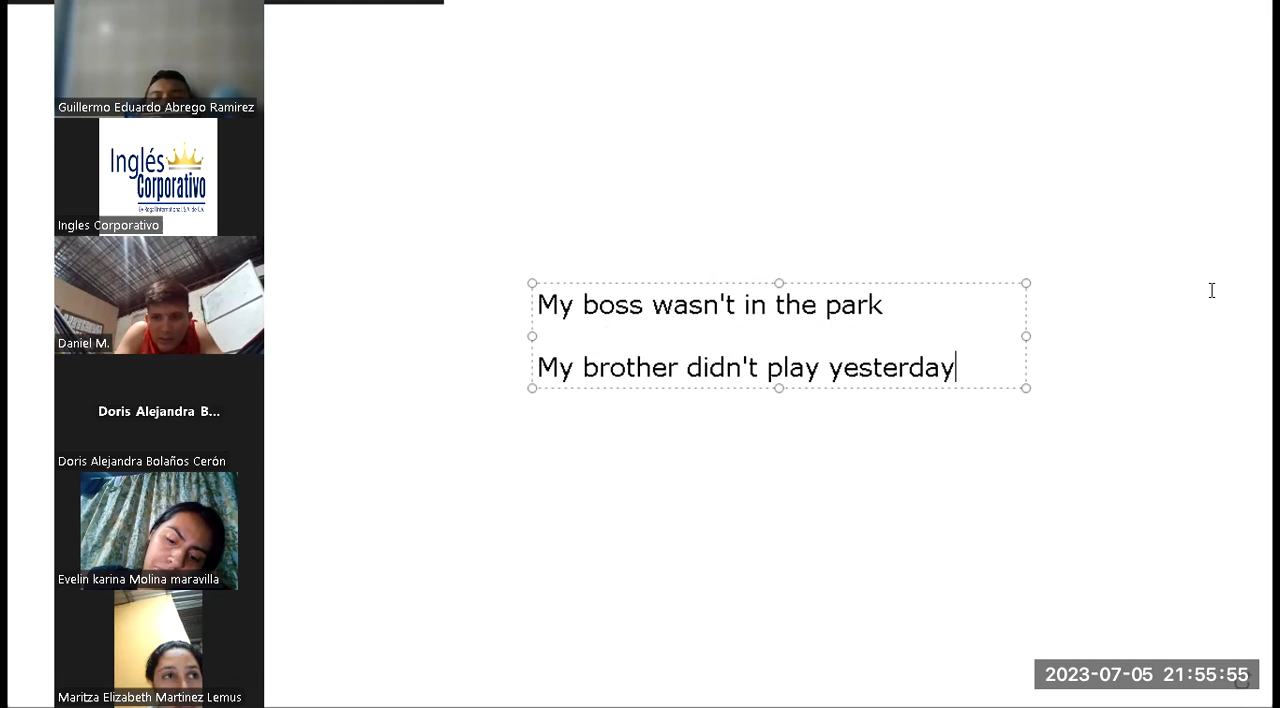 Guillermo Eduardo Abrego Ramirez
Inglés
Corporativo
Ingles Corporativo
Daniel M.
Doris Alejandra B...
Doris Alejandra Bolaños Cerón
Evelin karina Molina maravilla
Maritza Elizabeth Martinez Lemus
My boss wasn't in the park
My brother didn't play yesterday
2023-07-05 21:55:55